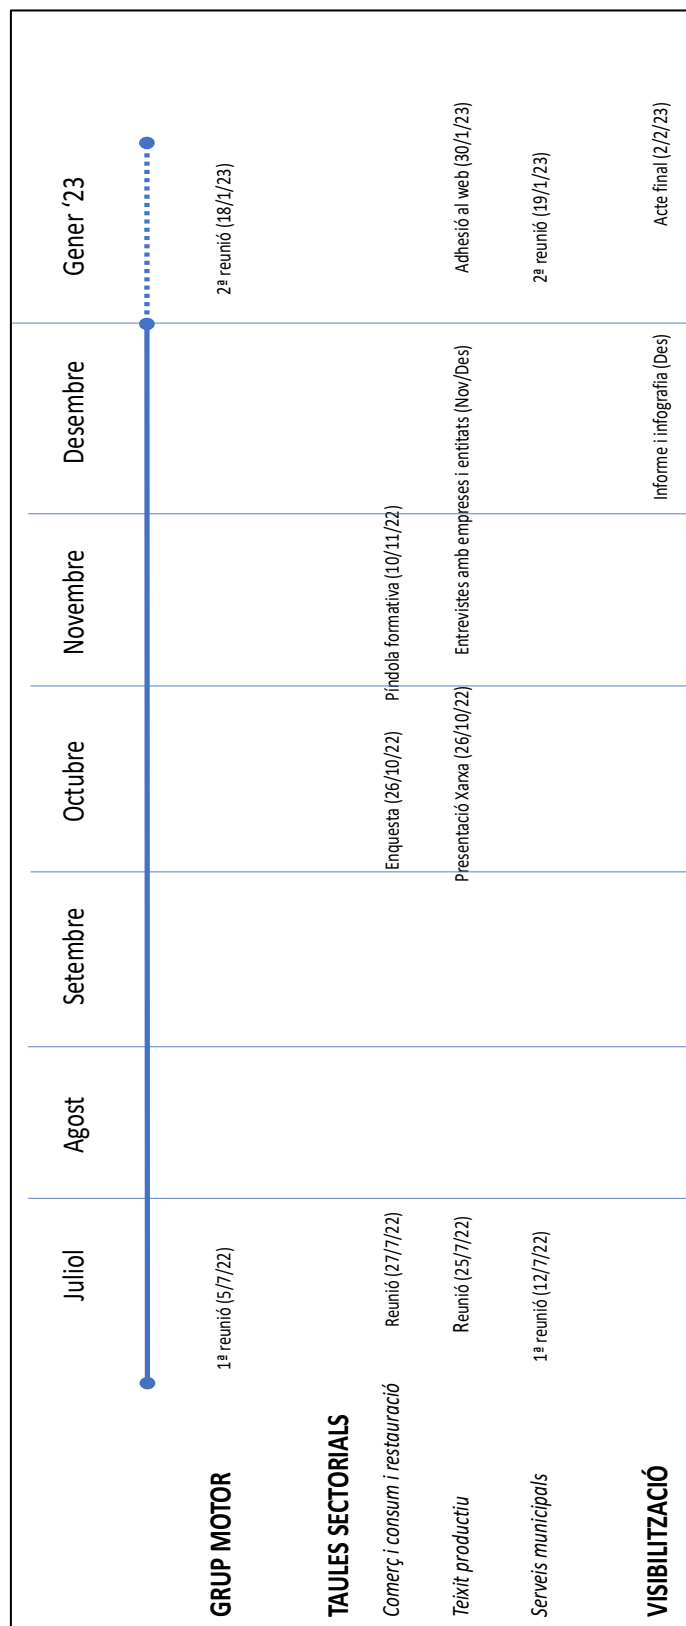 Juliol
Agost
Setembre
Octubre
Novembre
Desembre
Gener ‘23
GRUP MOTOR
1ª reunió (5/7/22)
2ª reunió (18/1/23)
TAULES SECTORIALS
Comerç i consum i restauració
Reunió (27/7/22)
Enquesta (26/10/22)
Píndola formativa (10/11/22)
Teixit productiu
Reunió (25/7/22)
Presentació Xarxa (26/10/22)
Entrevistes amb empreses i entitats (Nov/Des)
Adhesió al web (30/1/23)
Serveis municipals
1ª reunió (12/7/22)
2ª reunió (19/1/23)
VISIBILITZACIÓ
Informe i infografia (Des)
Acte final (2/2/23)